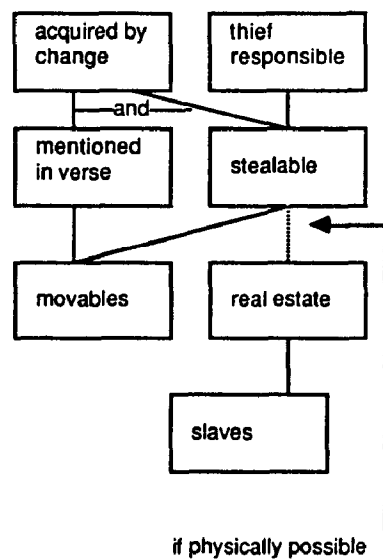 acquired by
change
thief
responsible
and
mentioned
in verse
stealable
movables
real estate
slaves
if physically possible